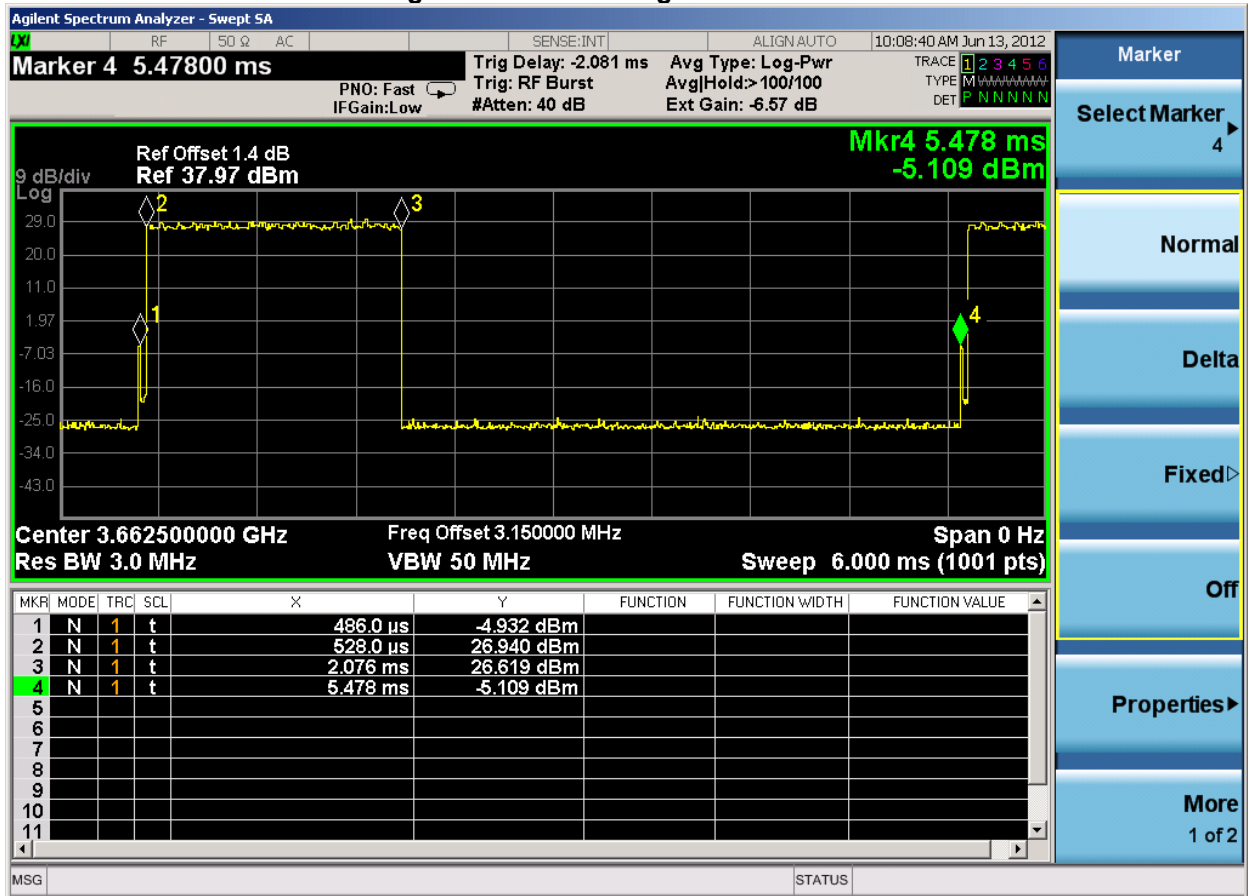 Agilent Spectrum Analyzer - Swept SA
LXI RF 50 Ω AC SENSE:INT ALIGN AUTO 10:08:40 AM Jun 13, 2012
Marker 4 5.47800 ms
PNO: Fast
IFGain:Low
Trig Delay: -2.081 ms
Trig: RF Burst
#Atten: 40 dB
Avg Type: Log-Pwr
Avg|Hold:> 100/100
Ext Gain: -6.57 dB
TRACE 1 2 3 4 5 6
TYPE M WWWWW
DET P N N N N N
Mkr4 5.478 ms
-5.109 dBm
Ref Offset 1.4 dB
9 dB/div Ref 37.97 dBm
Log
29.0
20.0
11.0
1.97
-7.03
-16.0
-25.0
-34.0
-43.0
2
3
1
4
Center 3.662500000 GHz Freq Offset 3.150000 MHz Span 0 Hz
Res BW 3.0 MHz VBW 50 MHz Sweep 6.000 ms (1001 pts)
MKR MODE TRC SCL X Y FUNCTION FUNCTION WIDTH FUNCTION VALUE
1 N 1 t 486.0 µs -4.932 dBm
2 N 1 t 528.0 µs 26.940 dBm
3 N 1 t 2.076 ms 26.619 dBm
4 N 1 t 5.478 ms -5.109 dBm
5
6
7
8
9
10
11
MSG STATUS
Marker
Select Marker
4
Normal
Delta
Fixed
Off
Properties
More
1 of 2